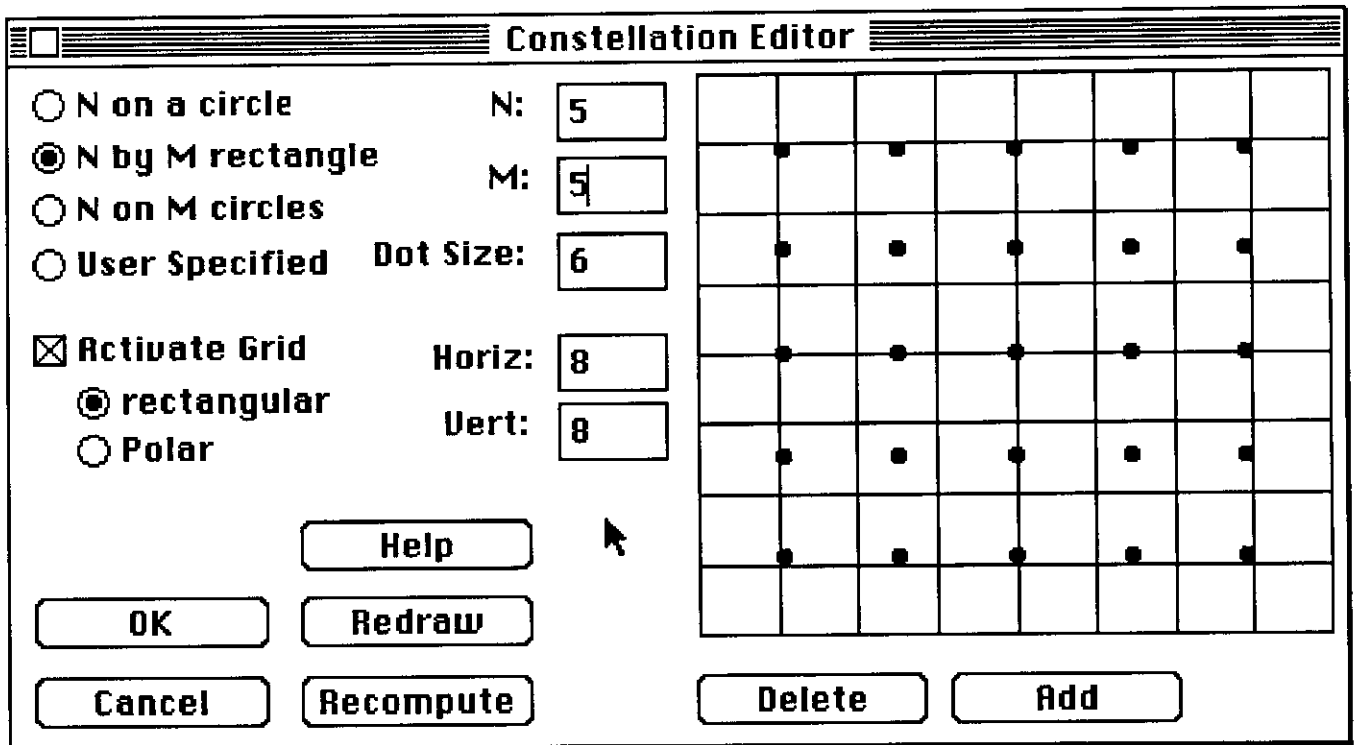 Constellation Editor
N on a circle
N by M rectangle
N on M circles
User Specified
N: 5
M: 5
Dot Size: 6
Activate Grid
rectangular
Polar
Horiz: 8
Vert: 8
Help
OK
Redraw
Cancel
Recompute
Delete
Add